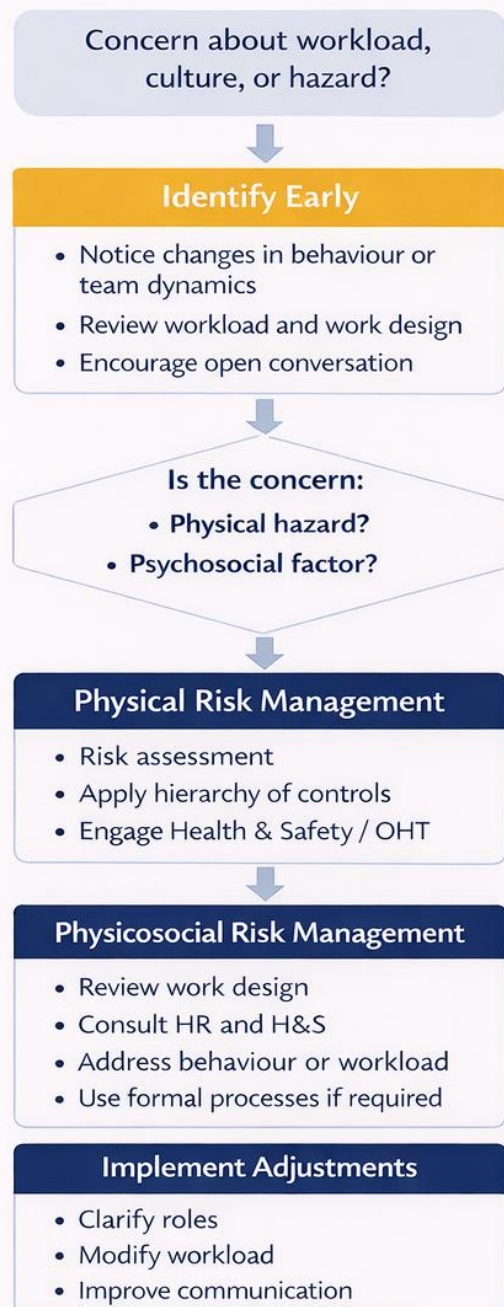 Concern about workload,
culture, or hazard?
Identify Early
• Notice changes in behaviour or
team dynamics
• Review workload and work design
• Encourage open conversation
Is the concern:
• Physical hazard?
• Psychosocial factor?
Physical Risk Management
• Risk assessment
• Apply hierarchy of controls
• Engage Health & Safety / OHT
Physicosocial Risk Management
• Review work design
• Consult HR and H&S
• Address behaviour or workload
• Use formal processes if required
Implement Adjustments
• Clarify roles
• Modify workload
• Improve communication